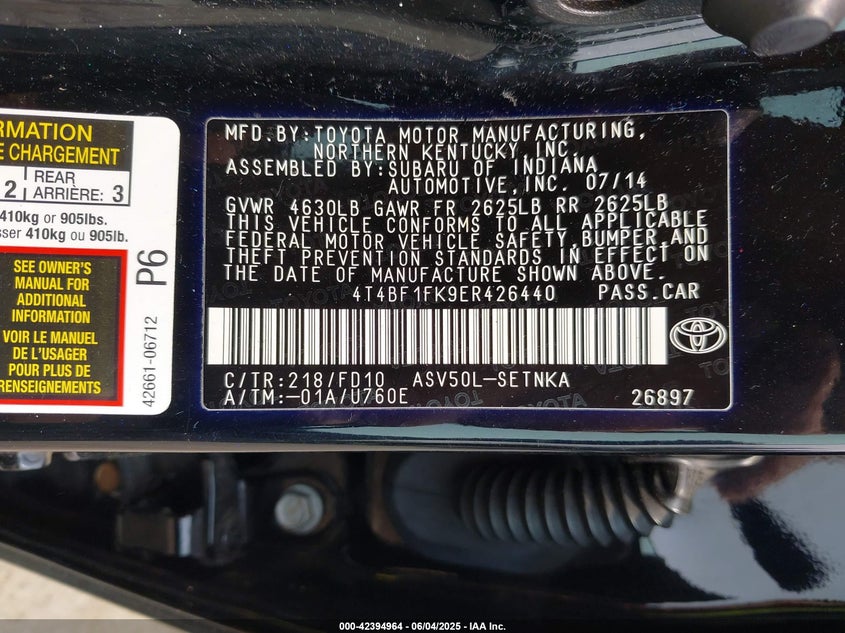 RMATION
E CHARGEMENT
2 REAR ARRIÈRE: 3
410kg or 905lbs.
sser 410kg ou 905lb.
SEE OWNER'S
MANUAL FOR
ADDITIONAL
INFORMATION
VOIR LE MANUEL
DE L'USAGER
POUR PLUS DE
RENSEIGNEMENTS
P6
42661-06712
MFD.BY:TOYOTA MOTOR MANUFACTURING,
NORTHERN KENTUCKY,INC.
ASSEMBLED BY:SUBARU OF INDIANA
AUTOMOTIVE,INC. 07/14
GVWR 4630LB GAWR FR 2625LB RR 2625LB
THIS VEHICLE CONFORMS TO ALL APPLICABLE
FEDERAL MOTOR VEHICLE SAFETY,BUMPER,AND
THEFT PREVENTION STANDARDS IN EFFECT ON
THE DATE OF MANUFACTURE SHOWN ABOVE.
4T4BF1FK9ER426440 PASS.CAR
C/TR:218/FD10 ASV50L-SETNKA
A/TM:-01A/U760E 26897
000-42394964 - 06/04/2025 - IAA Inc.